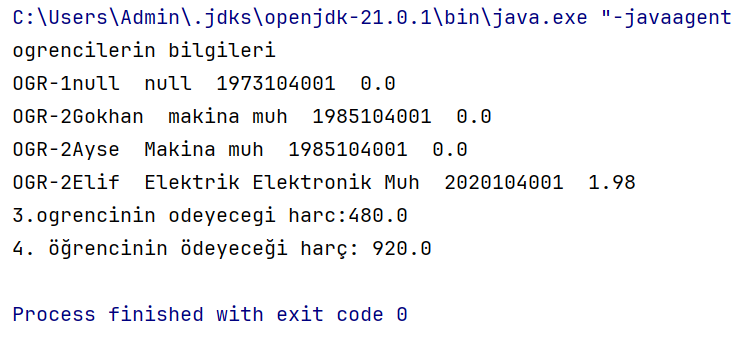 C:\Users\Admin\.jdks\openjdk-21.0.1\bin\java.exe "-javaagent
ogrencilerin bilgileri
OGR-1null  null  1973104001  0.0
OGR-2Gokhan  makina muh  1985104001  0.0
OGR-2Ayse  Makina muh  1985104001  0.0
OGR-2Elif  Elektrik Elektronik Muh  2020104001  1.98
3.ogrencinin odeyecegi harc:480.0
4. öğrencinin ödeyeceği harç: 920.0
Process finished with exit code 0